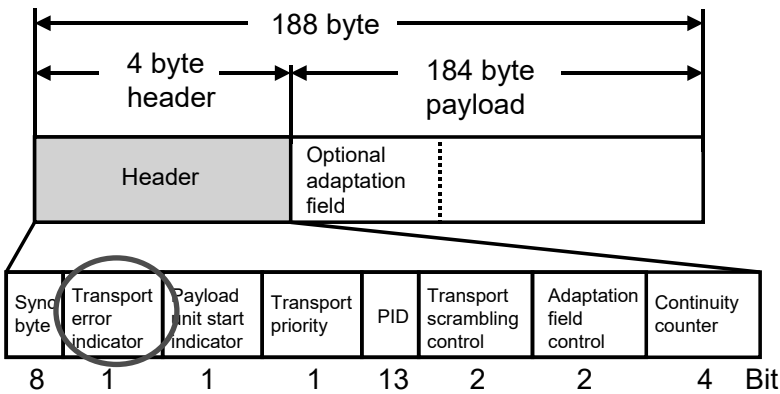 188 byte
4 byte
header
184 byte
payload
Header
Optional
adaptation
field
Sync
byte
Transport
error
indicator
Payload
unit start
indicator
Transport
priority
PID
Transport
scrambling
control
Adaptation
field
control
Continuity
counter
8 1 1 1 13 2 2 4 Bit